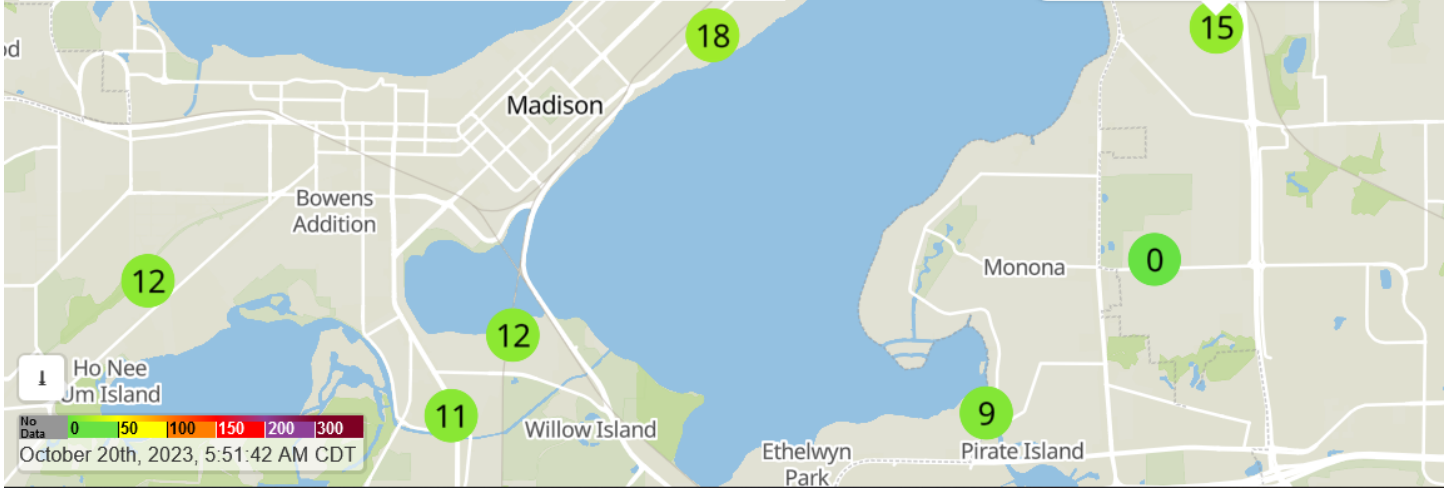 18
15
od
Madison
Bowens
Addition
Monona
0
12
12
Ho Nee
Um Island
11
9
Willow Island
Ethelwyn
Park
Pirate Island
No
Data
0
50
100
150
200
300
October 20th, 2023, 5:51:42 AM CDT